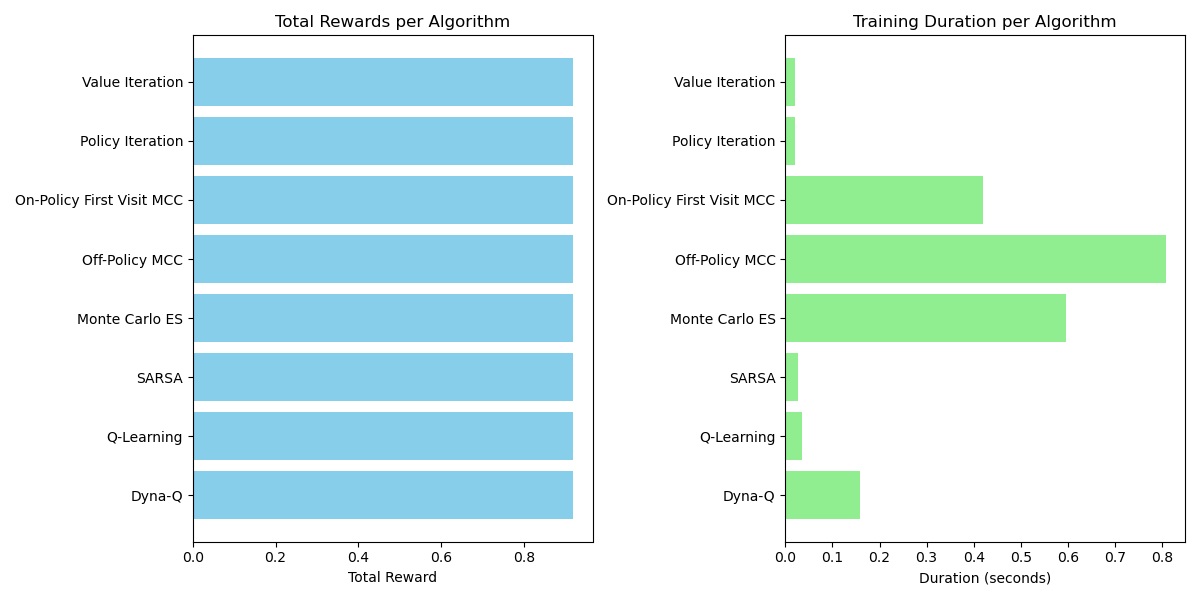 Total Rewards per Algorithm
Value Iteration
Policy Iteration
On-Policy First Visit MCC
Off-Policy MCC
Monte Carlo ES
SARSA
Q-Learning
Dyna-Q
0.0 0.2 0.4 0.6 0.8
Total Reward
Training Duration per Algorithm
Value Iteration
Policy Iteration
On-Policy First Visit MCC
Off-Policy MCC
Monte Carlo ES
SARSA
Q-Learning
Dyna-Q
0.0 0.1 0.2 0.3 0.4 0.5 0.6 0.7 0.8
Duration (seconds)